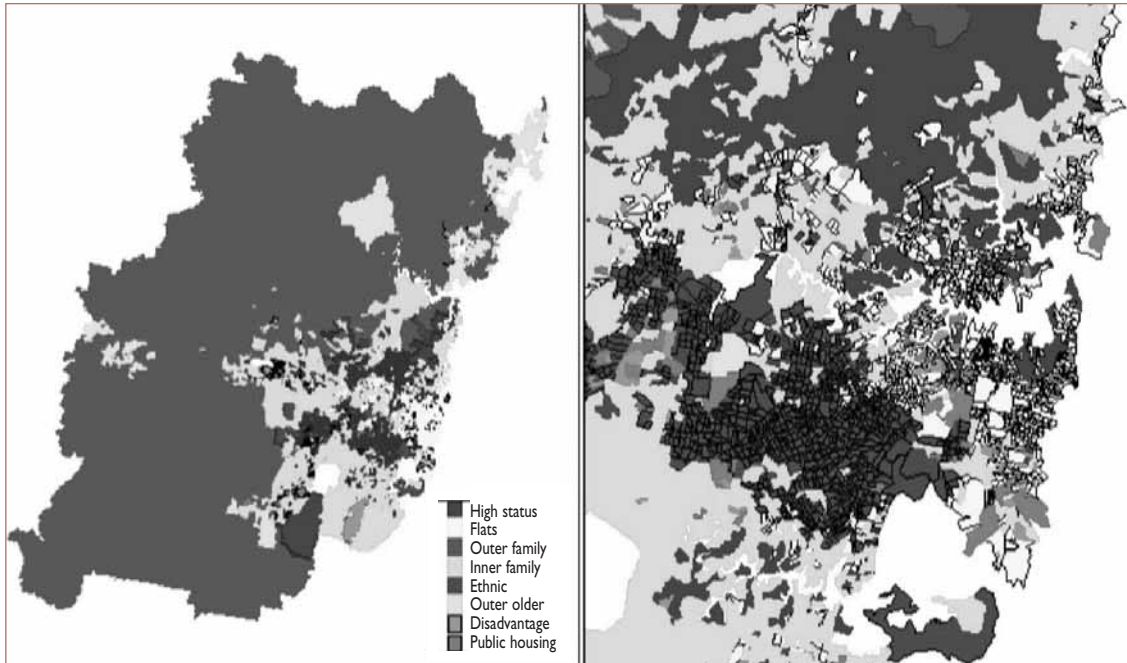 High status
Flats
Outer family
Inner family
Ethnic
Outer older
Disadvantage
Public housing